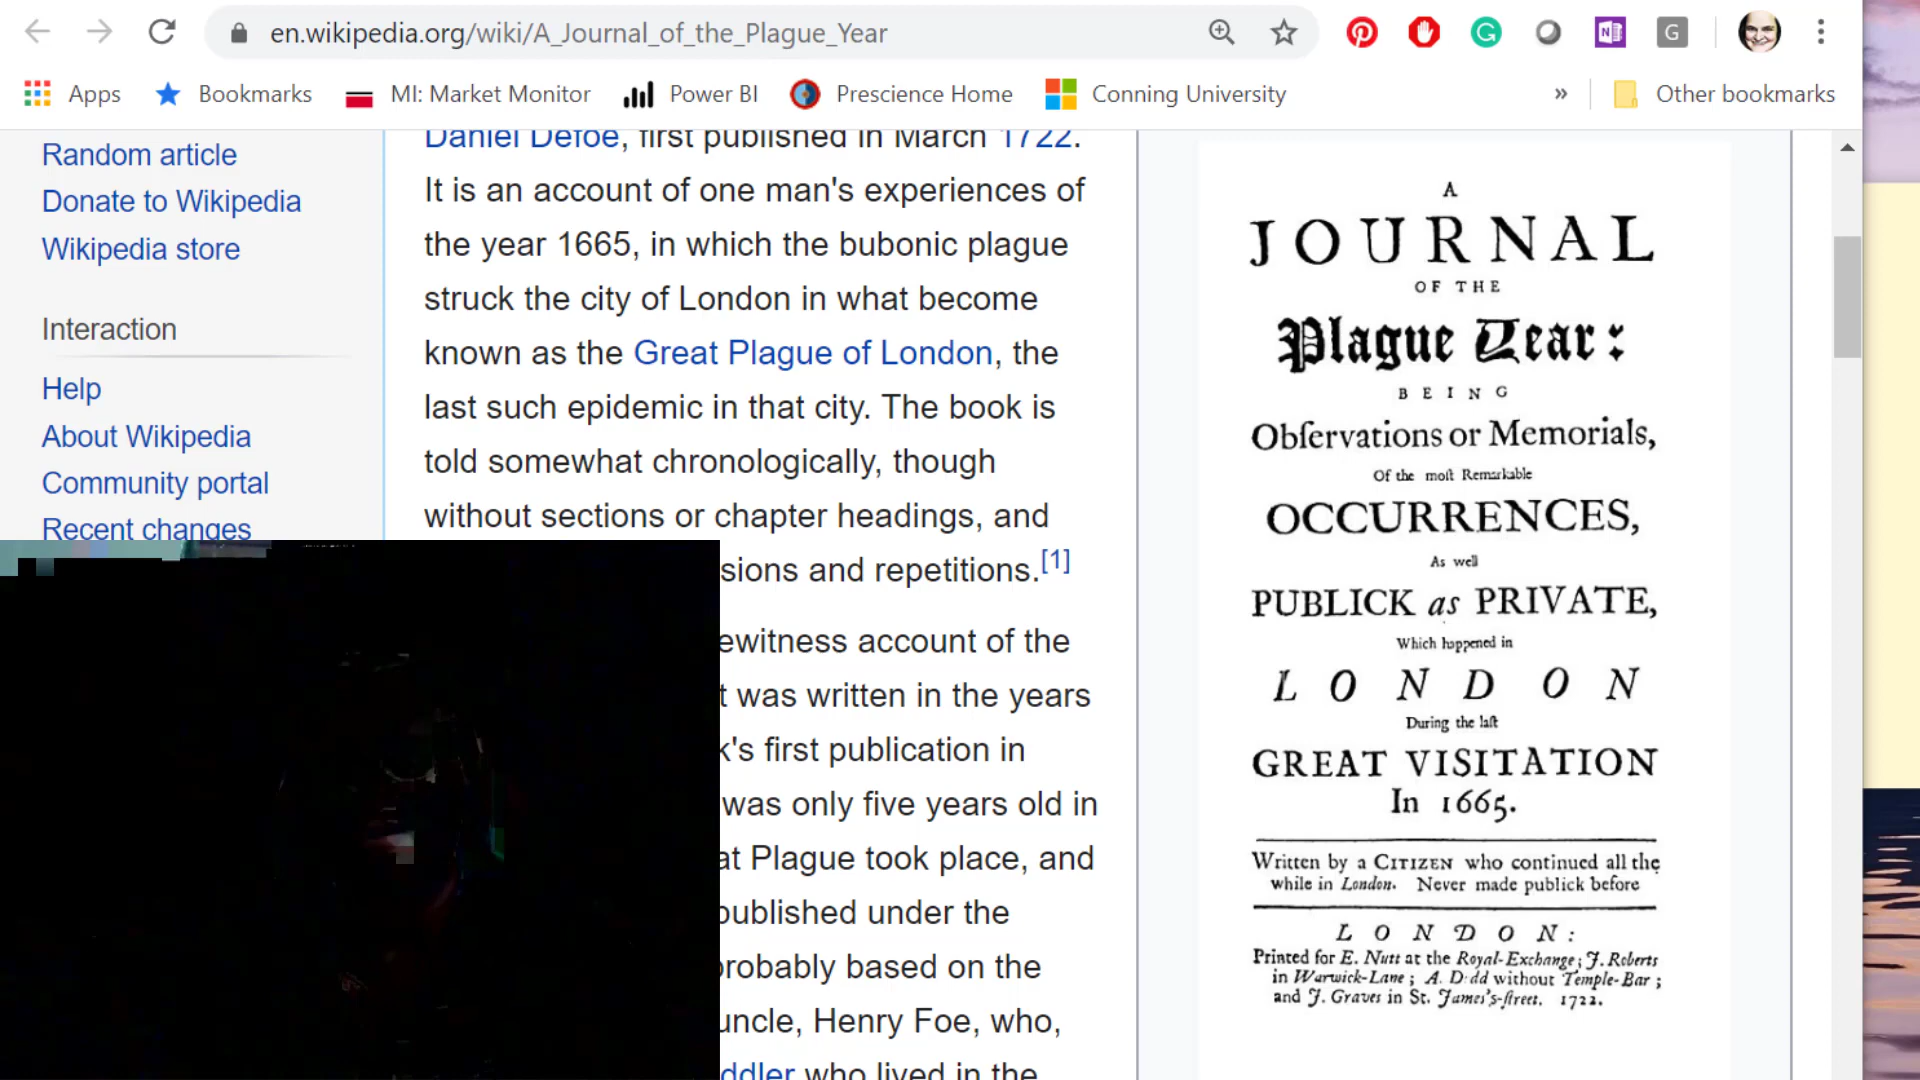 en.wikipedia.org/wiki/A_Journal_of_the_Plague_Year
Apps Bookmarks MI: Market Monitor Power BI Prescience Home Conning University » Other bookmarks
Random article
Donate to Wikipedia
Wikipedia store
Interaction
Help
About Wikipedia
Community portal
Recent changes
Daniel Defoe, first published in March 1722.
It is an account of one man's experiences of
the year 1665, in which the bubonic plague
struck the city of London in what become
known as the Great Plague of London, the
last such epidemic in that city. The book is
told somewhat chronologically, though
without sections or chapter headings, and
sions and repetitions.[1]
ewitness account of the
t was written in the years
k's first publication in
was only five years old in
at Plague took place, and
published under the
probably based on the
uncle, Henry Foe, who,
ddler who lived in the
A
JOURNAL
OF THE
Plague Year:
BEING
Obſervations or Memorials,
Of the moſt Remarkable
OCCURRENCES,
As well
PUBLICK as PRIVATE,
Which happened in
LONDON
During the laſt
GREAT VISITATION
In 1665.
Written by a CITIZEN who continued all the
while in London. Never made publick before
LONDON:
Printed for E. Nutt at the Royal-Exchange; J. Roberts
in Warwick-Lane; A. Dodd without Temple-Bar;
and J. Graves in St. James's-ſtreet. 1722.